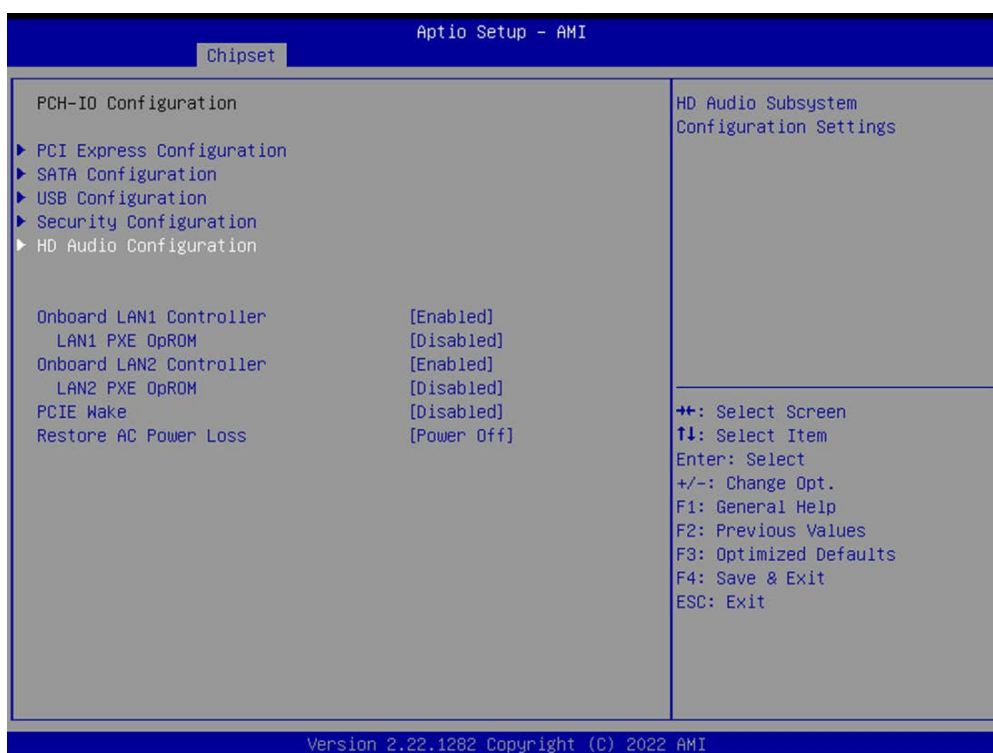 Aptio Setup – AMI
Chipset
PCH-IO Configuration
▶ PCI Express Configuration
▶ SATA Configuration
▶ USB Configuration
▶ Security Configuration
▶ HD Audio Configuration
Onboard LAN1 Controller [Enabled]
LAN1 PXE OpROM [Disabled]
Onboard LAN2 Controller [Enabled]
LAN2 PXE OpROM [Disabled]
PCIE Wake [Disabled]
Restore AC Power Loss [Power Off]
HD Audio Subsystem
Configuration Settings
→←: Select Screen
↑↓: Select Item
Enter: Select
+/-: Change Opt.
F1: General Help
F2: Previous Values
F3: Optimized Defaults
F4: Save & Exit
ESC: Exit
Version 2.22.1282 Copyright (C) 2022 AMI